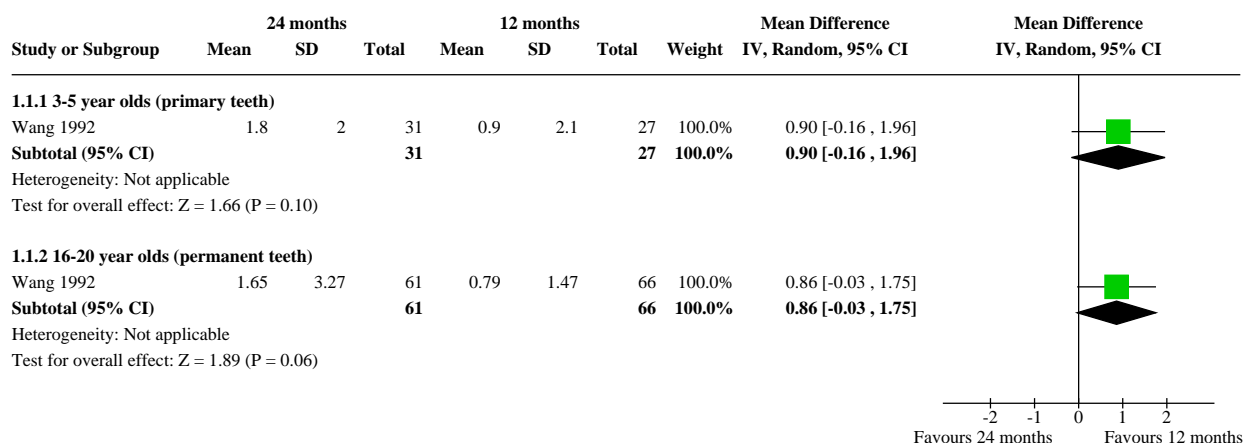 24 months 12 months Mean Difference Mean Difference
Study or Subgroup Mean SD Total Mean SD Total Weight IV, Random, 95% CI IV, Random, 95% CI
1.1.1 3-5 year olds (primary teeth)
Wang 1992 1.8 2 31 0.9 2.1 27 100.0% 0.90 [-0.16 , 1.96]
Subtotal (95% CI) 31 27 100.0% 0.90 [-0.16 , 1.96]
Heterogeneity: Not applicable
Test for overall effect: Z = 1.66 (P = 0.10)
1.1.2 16-20 year olds (permanent teeth)
Wang 1992 1.65 3.27 61 0.79 1.47 66 100.0% 0.86 [-0.03 , 1.75]
Subtotal (95% CI) 61 66 100.0% 0.86 [-0.03 , 1.75]
Heterogeneity: Not applicable
Test for overall effect: Z = 1.89 (P = 0.06)
-2 -1 0 1 2
Favours 24 months Favours 12 months